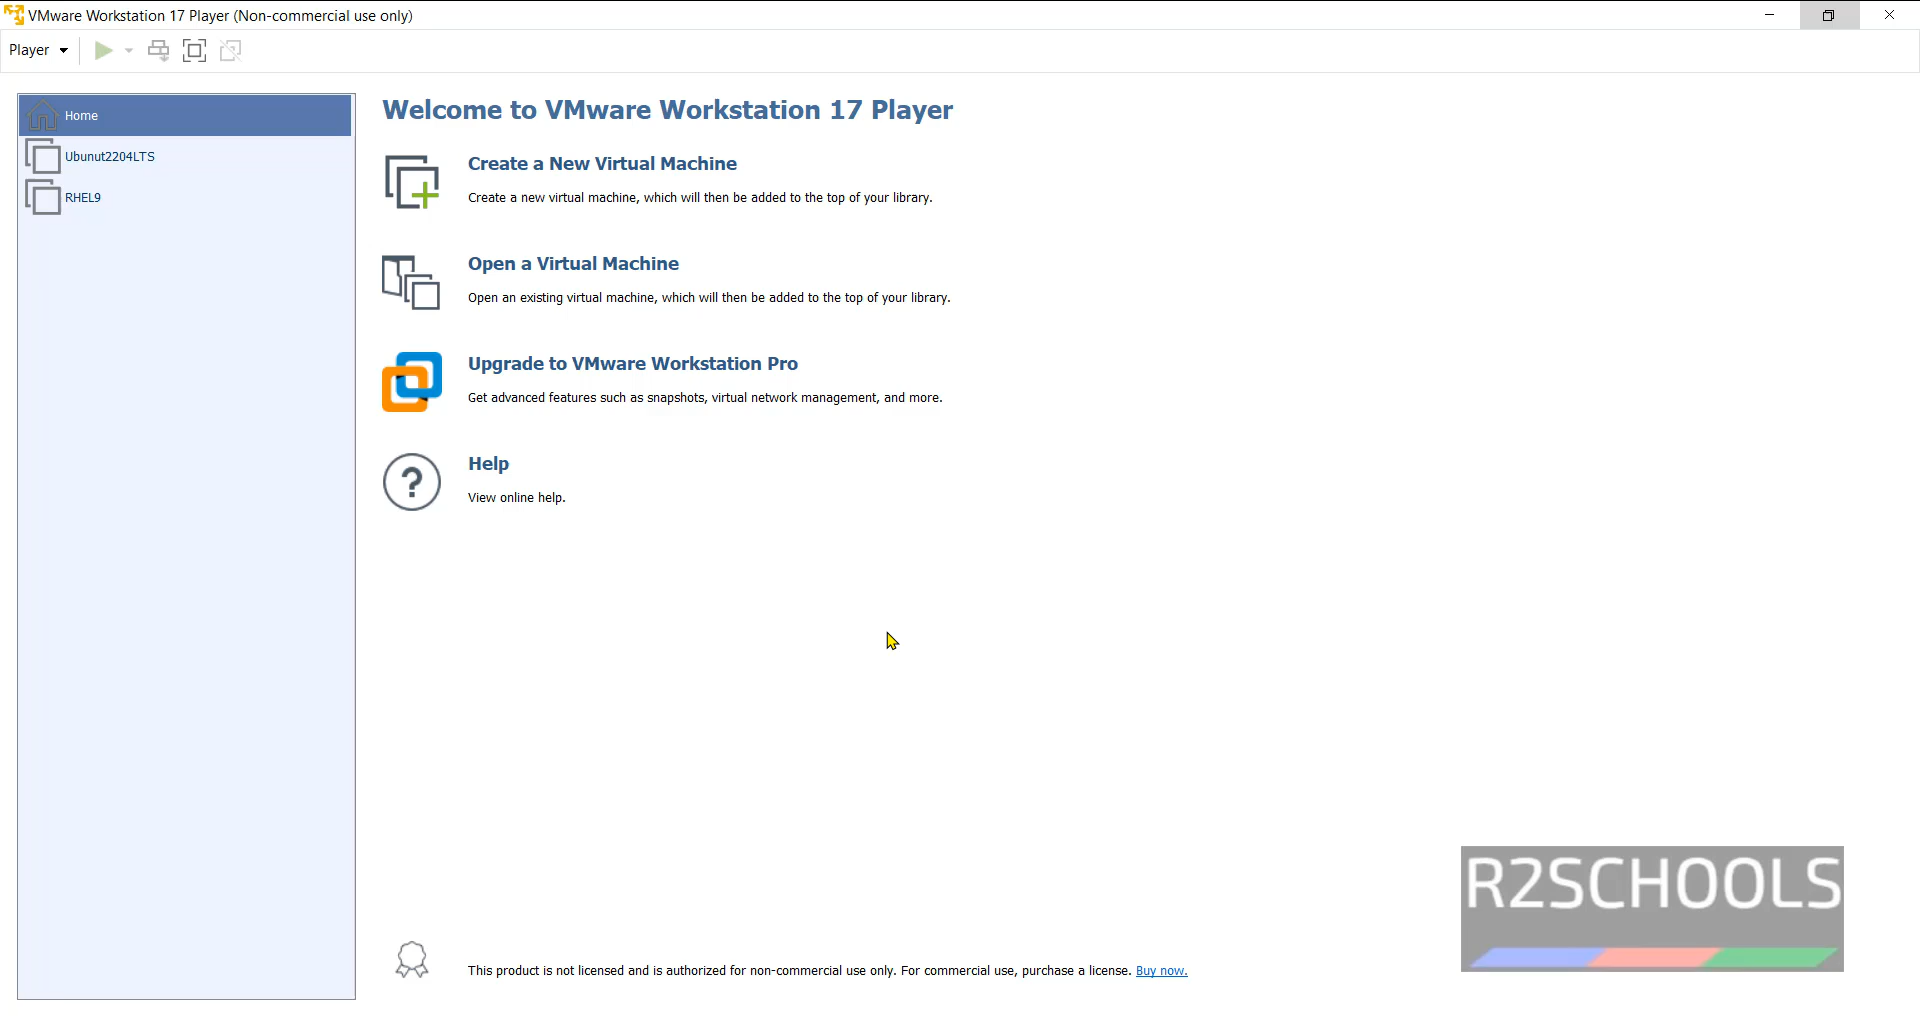 VMware Workstation 17 Player (Non-commercial use only)
Player
Home
Ubunut2204LTS
RHEL9
Welcome to VMware Workstation 17 Player
Create a New Virtual Machine
Create a new virtual machine, which will then be added to the top of your library.
Open a Virtual Machine
Open an existing virtual machine, which will then be added to the top of your library.
Upgrade to VMware Workstation Pro
Get advanced features such as snapshots, virtual network management, and more.
?
Help
View online help.
R2SCHOOLS
This product is not licensed and is authorized for non-commercial use only. For commercial use, purchase a license. Buy now.